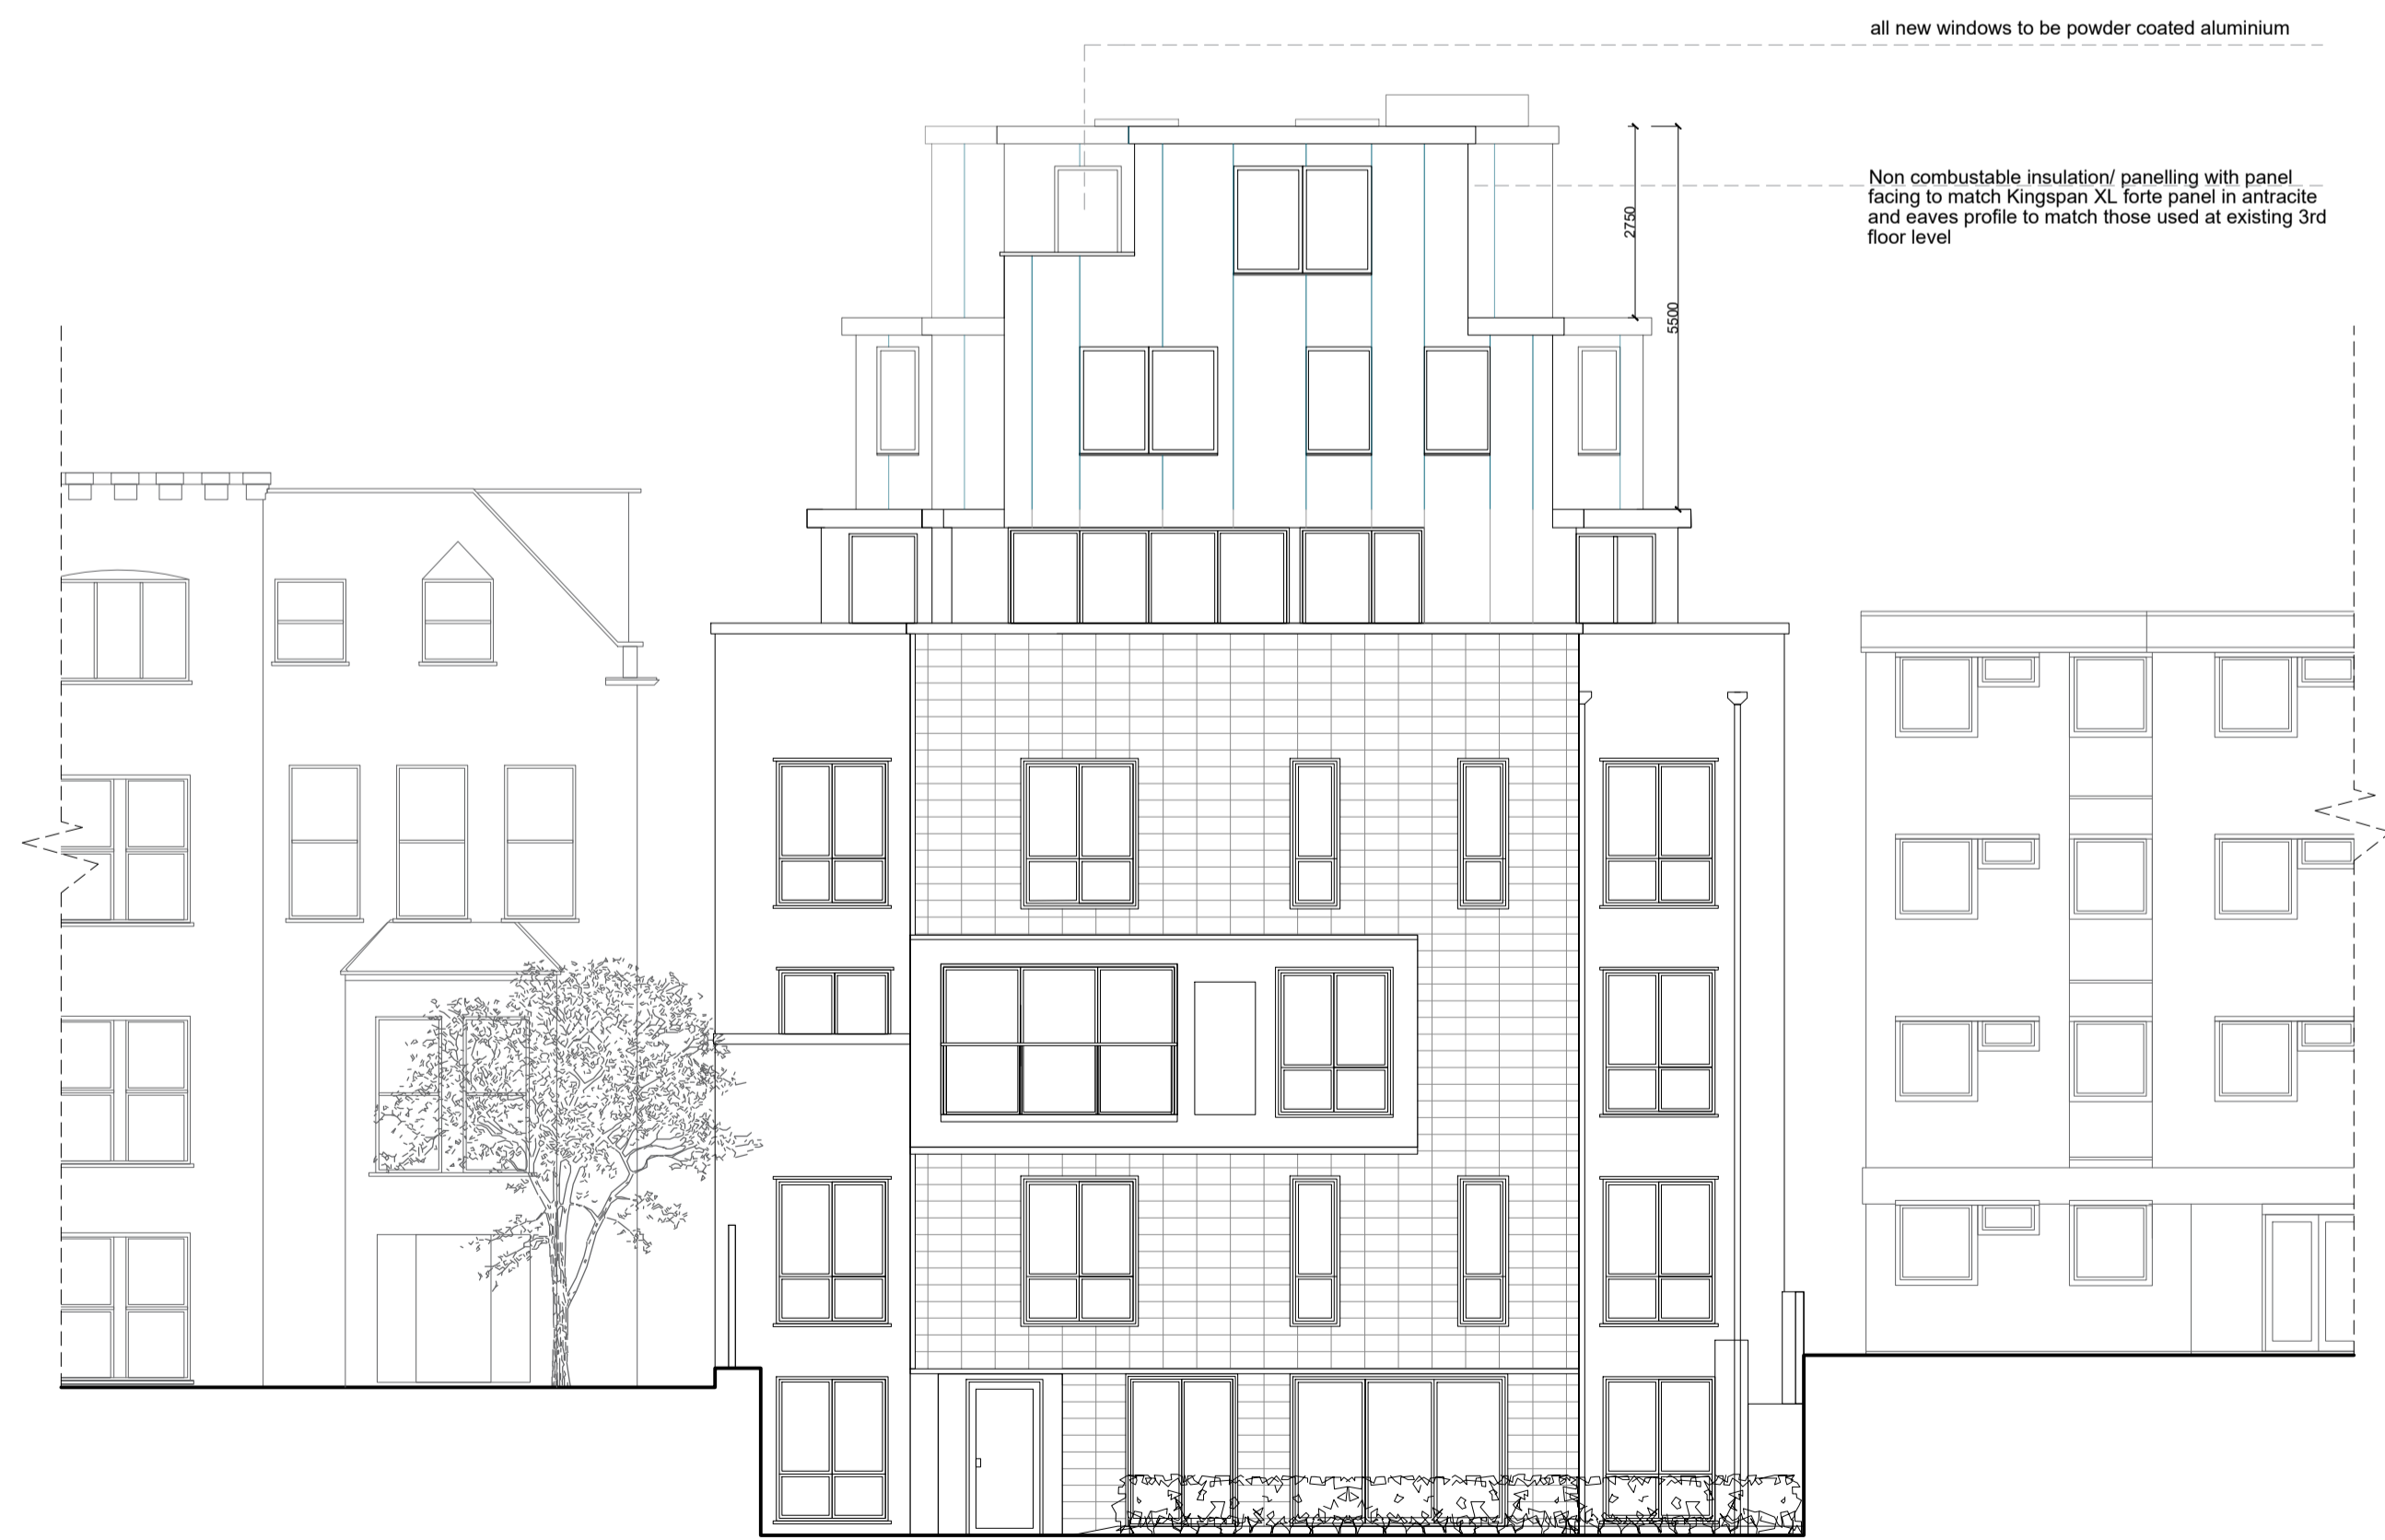 all new windows to be powder coated aluminium
Non combustable insulation/ panelling with panel
facing to match Kingspan XL forte panel in antracite
and eaves profile to match those used at existing 3rd
floor level
2750
5500